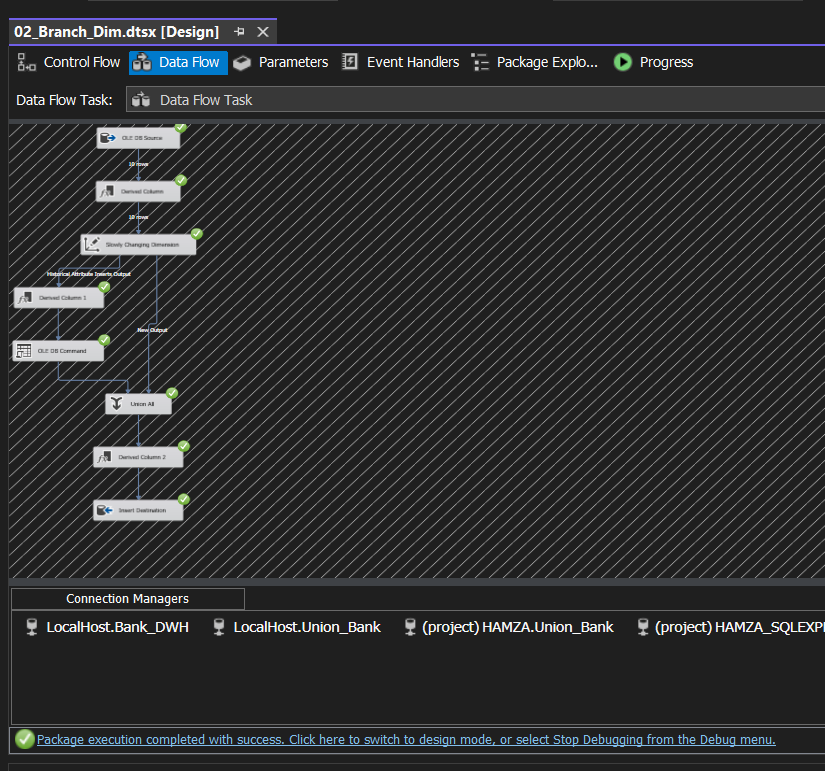 02_Branch_Dim.dtsx [Design]
Control Flow Data Flow Parameters Event Handlers Package Explo... Progress
Data Flow Task: Data Flow Task
OLE DB Source
10 rows
Derived Column
10 rows
Slowly Changing Dimension
Historical Attribute Inserts Output
Derived Column 1
New Output
OLE DB Command
Union All
Derived Column 2
Insert Destination
Connection Managers
LocalHost.Bank_DWH LocalHost.Union_Bank (project) HAMZA.Union_Bank (project) HAMZA_SQLEXP
Package execution completed with success. Click here to switch to design mode, or select Stop Debugging from the Debug menu.